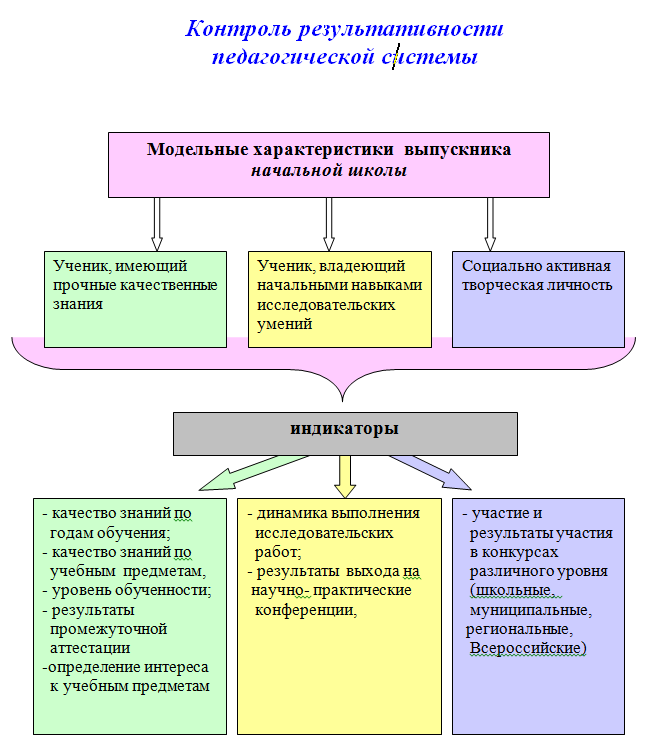 Контроль результативности
педагогической системы
Модельные характеристики выпускника
начальной школы
Ученик, имеющий
прочные качественные
знания
Ученик, владеющий
начальными навыками
исследовательских
умений
Социально активная
творческая личность
индикаторы
- качество знаний по
годам обучения;
- качество знаний по
учебным предметам,
- уровень обученности;
- результаты
промежуточной
аттестации
-определение интереса
к учебным предметам
- динамика выполнения
исследовательских
работ;
- результаты выхода на
научно- практические
конференции,
- участие и
результаты участия
в конкурсах
различного уровня
(школьные,
муниципальные,
региональные,
Всероссийские)